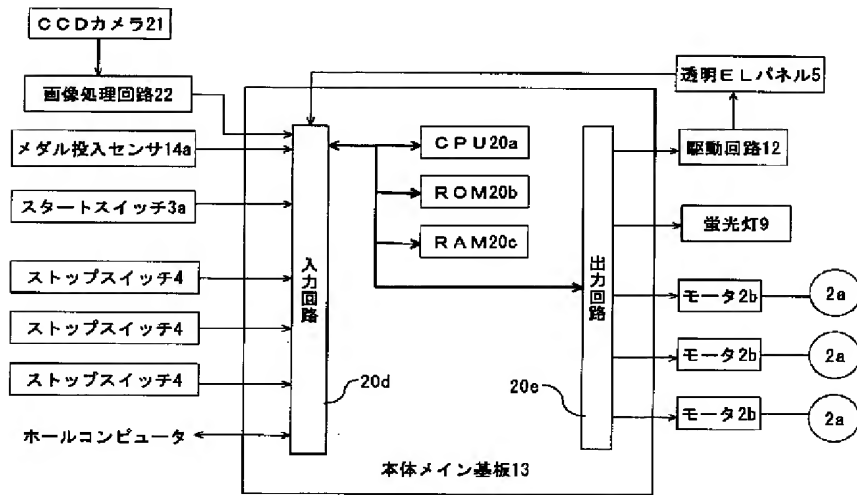 CCDカメラ21
画像処理回路22
メダル投入センサ14a
スタートスイッチ3a
ストップスイッチ4
ストップスイッチ4
ストップスイッチ4
ホールコンピュータ
入力回路
20d
CPU20a
ROM20b
RAM20c
出力回路
20e
本体メイン基板13
透明ELパネル5
駆動回路12
蛍光灯9
モータ2b
2a
モータ2b
2a
モータ2b
2a